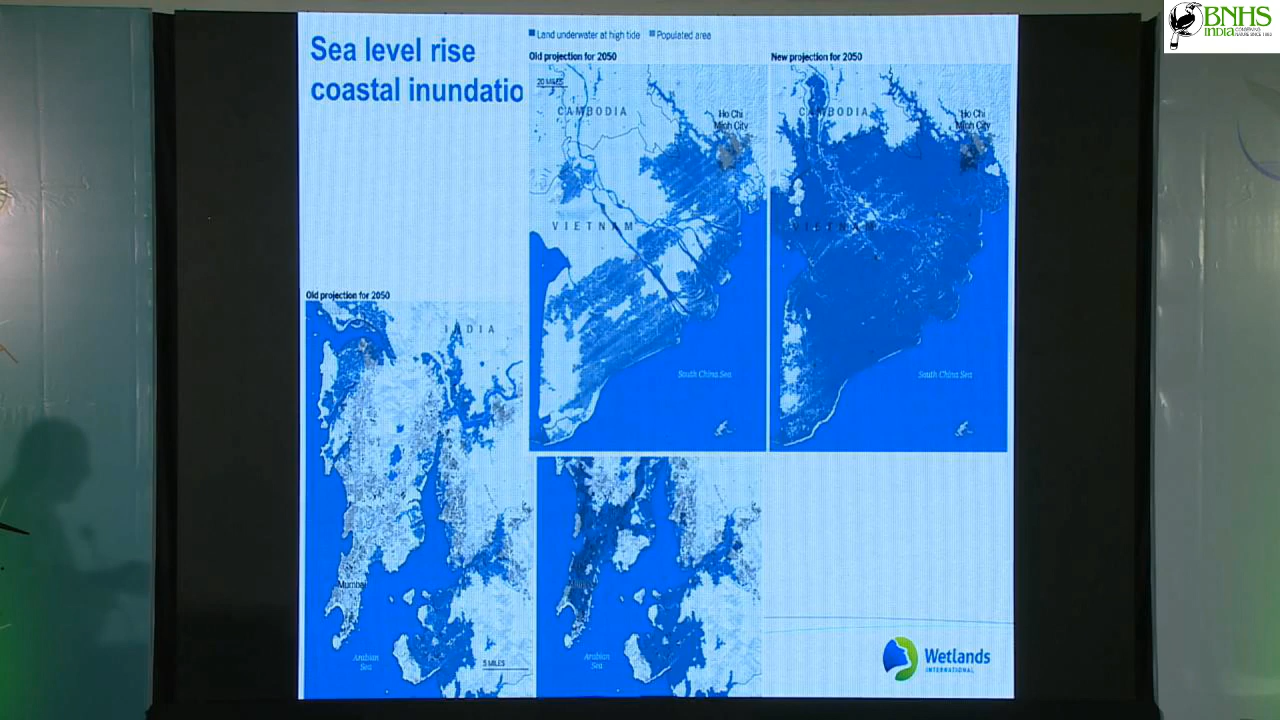 BNHS
INDIA
Sea level rise
coastal inundatio
Land underwater at high tide
Populated area
Old projection for 2050
20 MILES
CAMBODIA
Ho Chi
Minh City
VIETNAM
South China Sea
New projection for 2050
CAMBODIA
Ho Chi
Minh City
VIETNAM
South China Sea
Old projection for 2050
INDIA
Mumbai
Arabian
Sea
5 MILES
Arabian
Sea
Wetlands
INTERNATIONAL